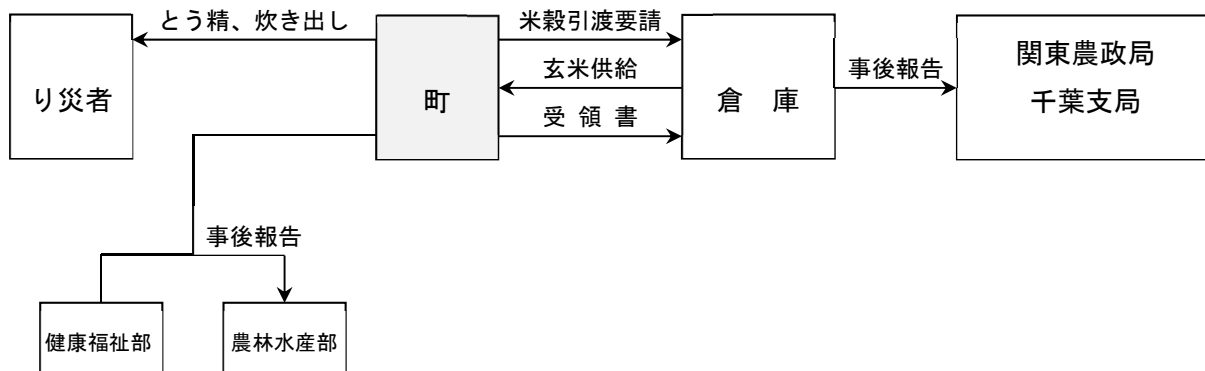 とう精、炊き出し
米穀引渡要請
り災者
町
玄米供給
受 領 書
倉　庫
事後報告
関東農政局
千葉支局
事後報告
健康福祉部
農林水産部